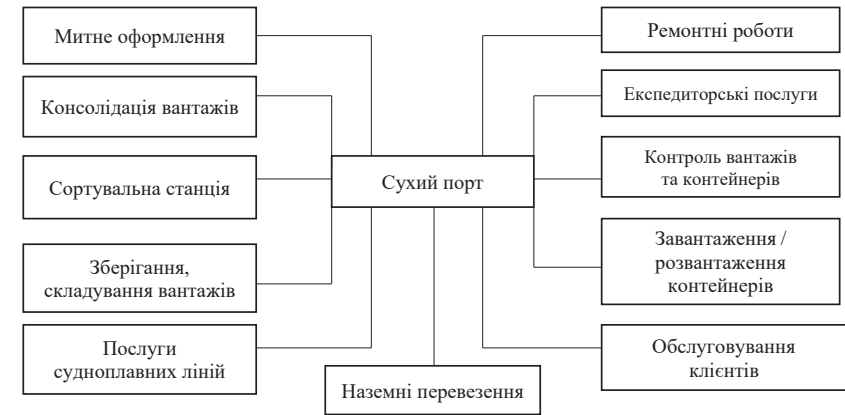 Митне оформлення
Консолідація вантажів
Сортувальна станція
Зберігання,
складування вантажів
Послуги
судноплавних ліній
Сухий порт
Наземні перевезення
Ремонтні роботи
Експедиторські послуги
Контроль вантажів
та контейнерів
Завантаження /
розвантаження
контейнерів
Обслуговування
клієнтів